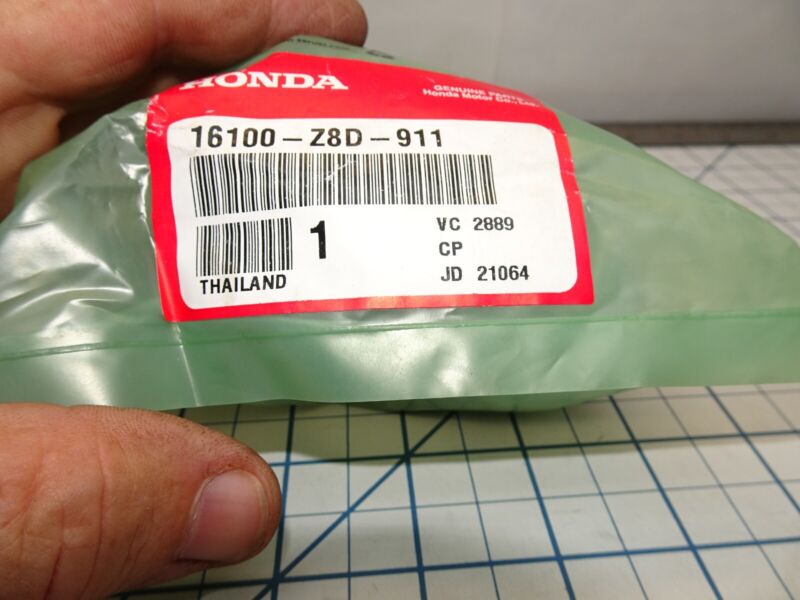 HONDA
GENUINE PARTS
Honda Motor Co., Ltd.
16100-Z8D-911
1
VC 2889
CP
THAILAND
JD 21064